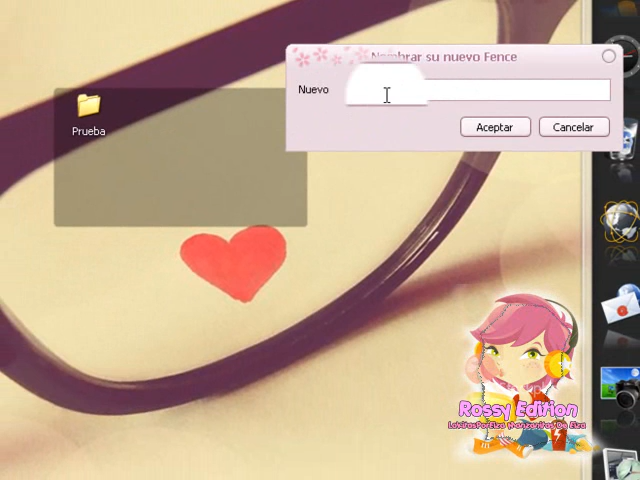 Nombrar su nuevo Fence
Nuevo
Prueba
Aceptar
Cancelar
Rossy Edition